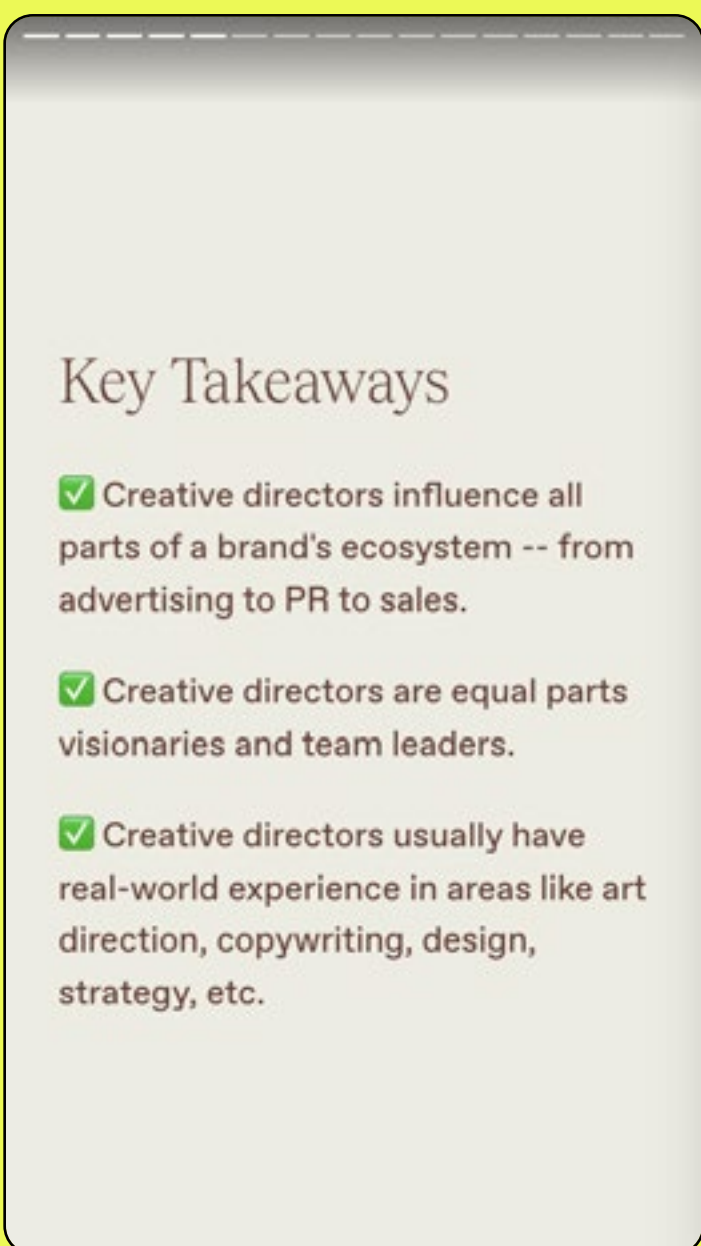 Key Takeaways
✅ Creative directors influence all
parts of a brand's ecosystem -- from
advertising to PR to sales.
✅ Creative directors are equal parts
visionaries and team leaders.
✅ Creative directors usually have
real-world experience in areas like art
direction, copywriting, design,
strategy, etc.